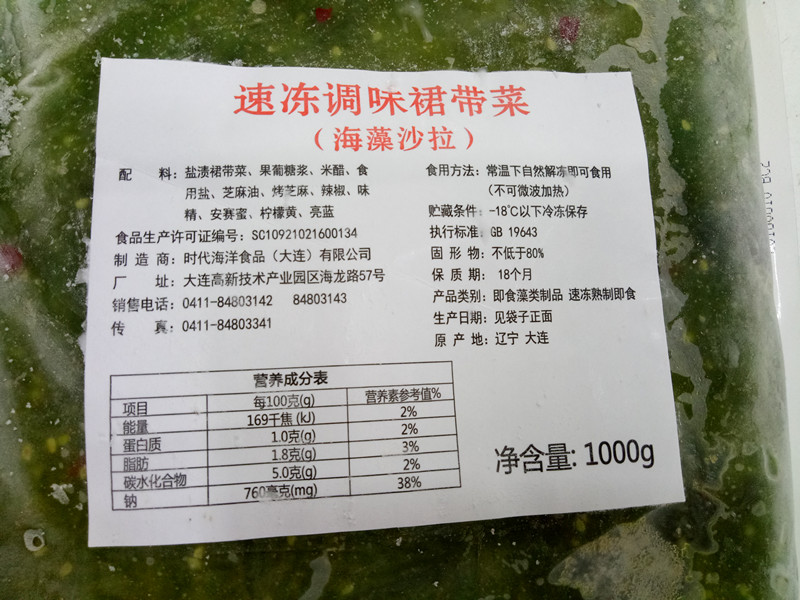 速冻调味裙带菜
（海藻沙拉）
配 料：盐渍裙带菜、果葡糖浆、米醋、食
用盐、芝麻油、烤芝麻、辣椒、味
精、安赛蜜、柠檬黄、亮蓝
食品生产许可证编号：SC10921021600134
制 造 商：时代海洋食品（大连）有限公司
厂 址：大连高新技术产业园区海龙路57号
销售电话：0411-84803142 84803143
传 真：0411-84803341
食用方法：常温下自然解冻即可食用
（不可微波加热）
贮藏条件：-18℃以下冷冻保存
执行标准：GB 19643
固 形 物：不低于80%
保 质 期：18个月
产品类别：即食藻类制品 速冻熟制即食
生产日期：见袋子正面
原 产 地：辽宁 大连
营养成分表
项目 每100克(g) 营养素参考值%
能量 169千焦(kJ) 2%
蛋白质 1.0克(g) 2%
脂肪 1.8克(g) 3%
碳水化合物 5.0克(g) 2%
钠 760毫克(mg) 38%
净含量: 1000g